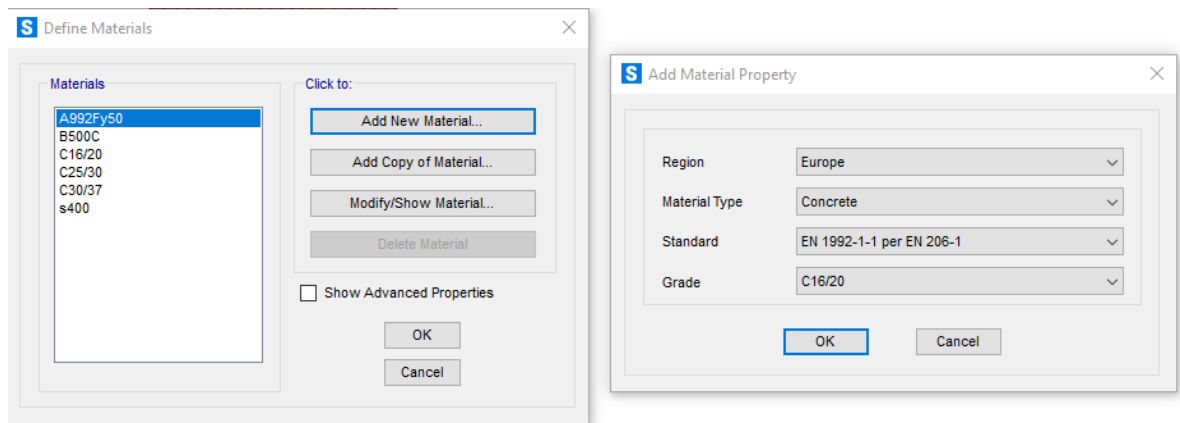 S Define Materials
Materials
A992Fy50
B500C
C16/20
C25/30
C30/37
s400
Click to:
Add New Material...
Add Copy of Material...
Modify/Show Material...
Delete Material
Show Advanced Properties
OK
Cancel
S Add Material Property
Region Europe
Material Type Concrete
Standard EN 1992-1-1 per EN 206-1
Grade C16/20
OK Cancel